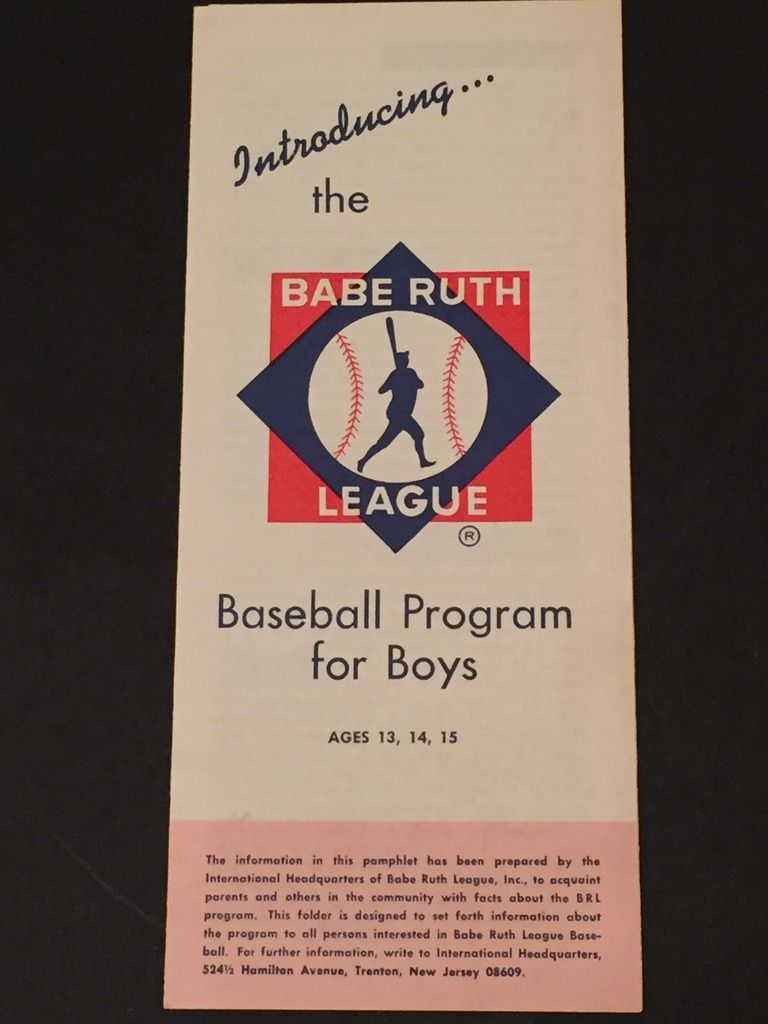 Introducing...
the
BABE RUTH
LEAGUE
®
Baseball Program
for Boys
AGES 13, 14, 15
The information in this pamphlet has been prepared by the
International Headquarters of Babe Ruth League, Inc., to acquaint
parents and others in the community with facts about the BRL
program. This folder is designed to set forth information about
the program to all persons interested in Babe Ruth League Base-
ball. For further information, write to International Headquarters,
524½ Hamilton Avenue, Trenton, New Jersey 08609.